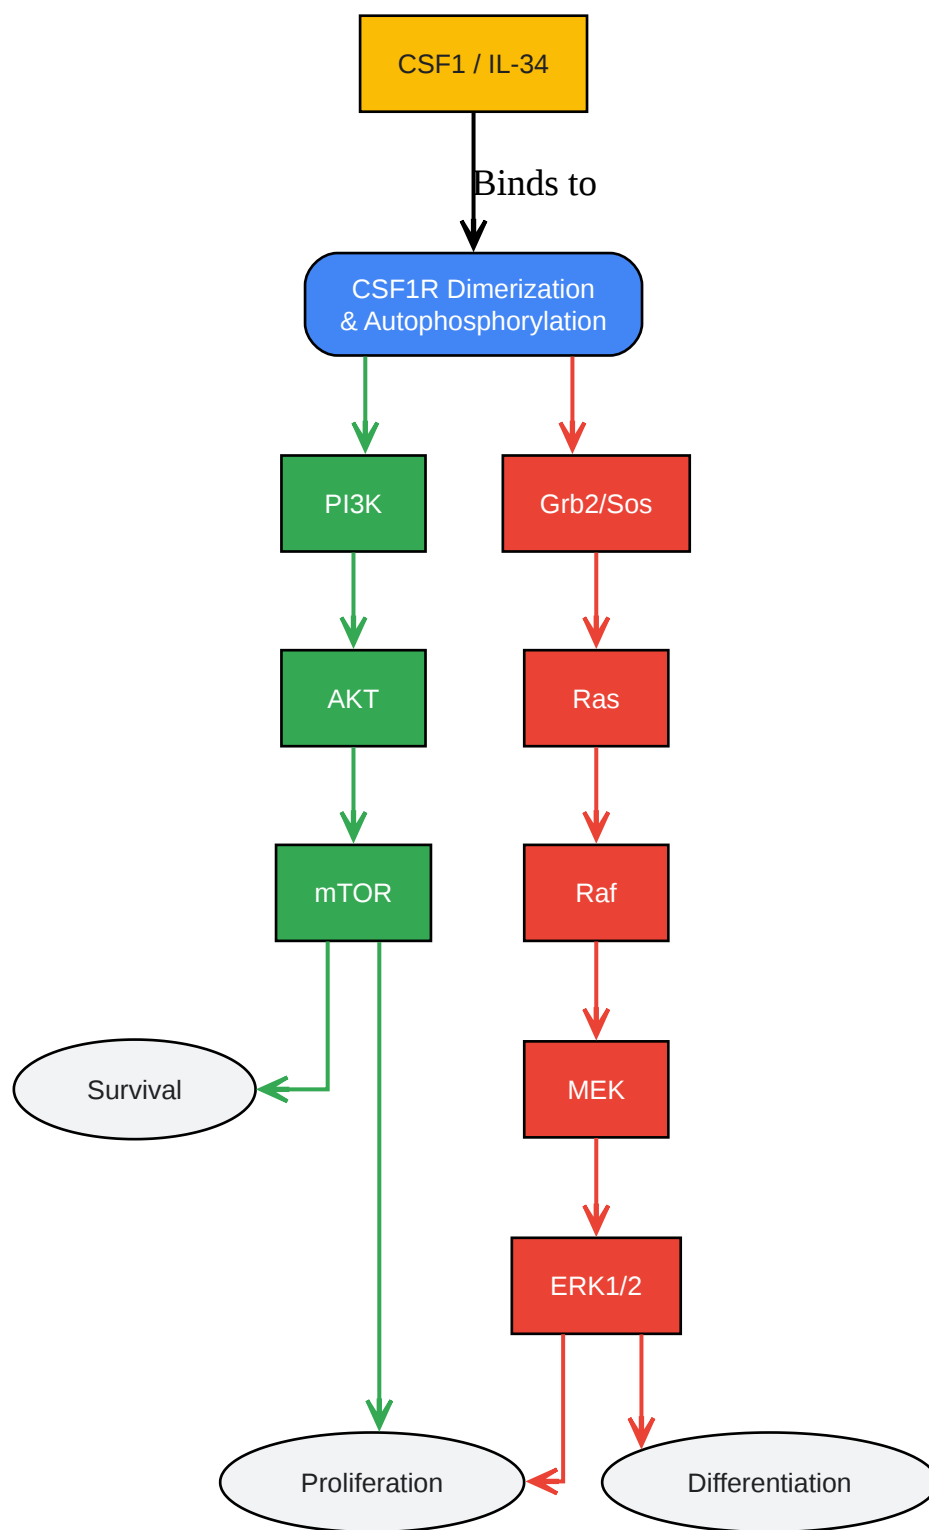 CSF1 / IL-34
Binds to
CSF1R Dimerization
& Autophosphorylation
PI3K
Grb2/Sos
AKT
Ras
mTOR
Raf
Survival
MEK
ERK1/2
Proliferation
Differentiation